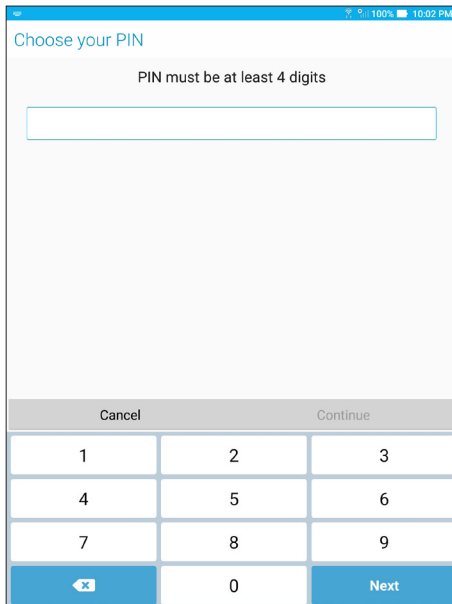 100% 10:02 PM
Choose your PIN
PIN must be at least 4 digits
Cancel Continue
1 2 3
4 5 6
7 8 9
0 Next